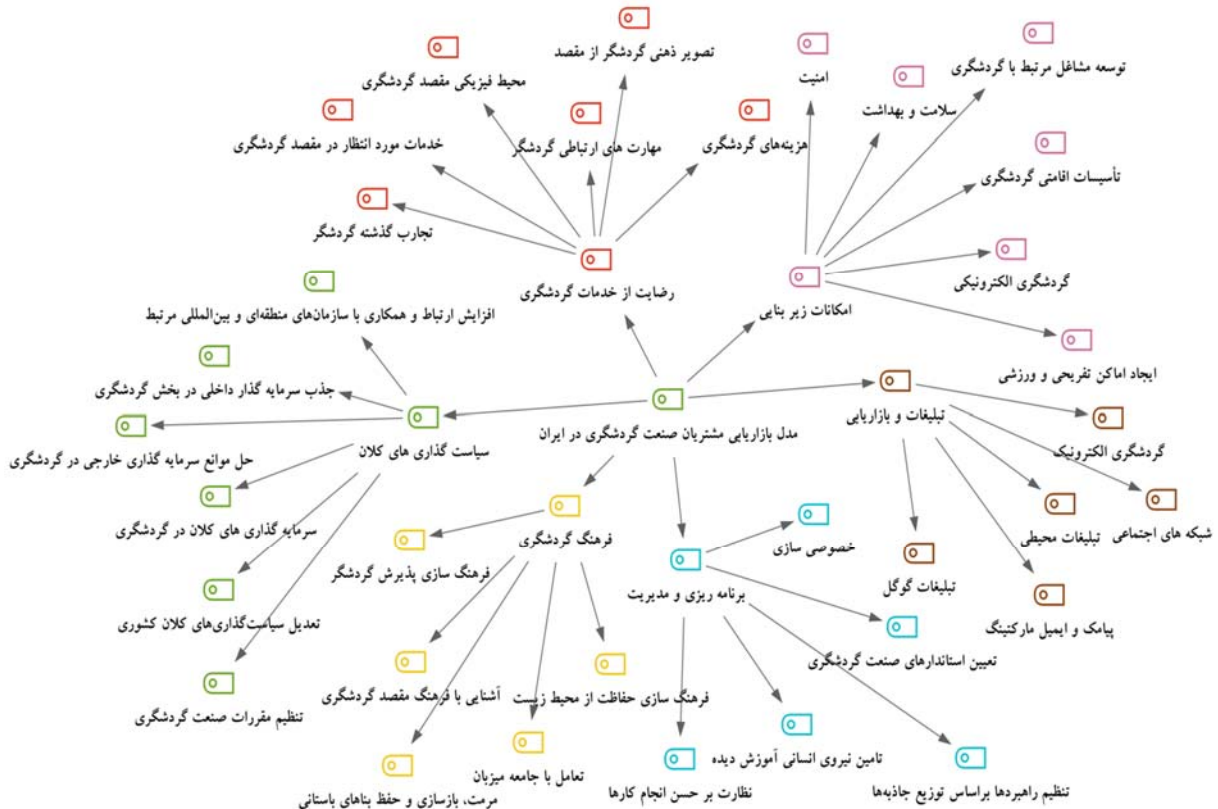 تصویر ذهنی گردشگر از مقصد
محیط فیزیکی مقصد گردشگری
امنیت
توسعه مشاغل مرتبط با گردشگری
سلامت و بهداشت
خدمات مورد انتظار در مقصد گردشگری
مهارت های ارتباطی گردشگر
هزینه‌های گردشگری
تأسیسات اقامتی گردشگری
تجارب گذشته گردشگر
رضایت از خدمات گردشگری
امکانات زیر بنایی
گردشگری الکترونیکی
افزایش ارتباط و همکاری با سازمان‌های منطقه‌ای و بین‌المللی مرتبط
ایجاد اماکن تفریحی و ورزشی
جذب سرمایه گذار داخلی در بخش گردشگری
سیاست گذاری های کلان
مدل بازاریابی مشتریان صنعت گردشگری در ایران
تبلیغات و بازاریابی
گردشگری الکترونیک
حل موانع سرمایه گذاری خارجی در گردشگری
سرمایه گذاری های کلان در گردشگری
فرهنگ گردشگری
فرهنگ سازی پذیرش گردشگر
خصوصی سازی
تبلیغات محیطی
شبکه های اجتماعی
تبلیغات گوگل
برنامه ریزی و مدیریت
تعدیل سیاست‌گذاری‌های کلان کشوری
پیامک و ایمیل مارکتینگ
تعیین استاندارهای صنعت گردشگری
آشنایی با فرهنگ مقصد گردشگری
فرهنگ سازی حفاظت از محیط زیست
تنظیم مقررات صنعت گردشگری
تعامل با جامعه میزبان
تامین نیروی انسانی آموزش دیده
مرمت، بازسازی و حفظ بناهای باستانی
نظارت بر حسن انجام کارها
تنظیم راهبردها براساس توزیع جاذبه‌ها